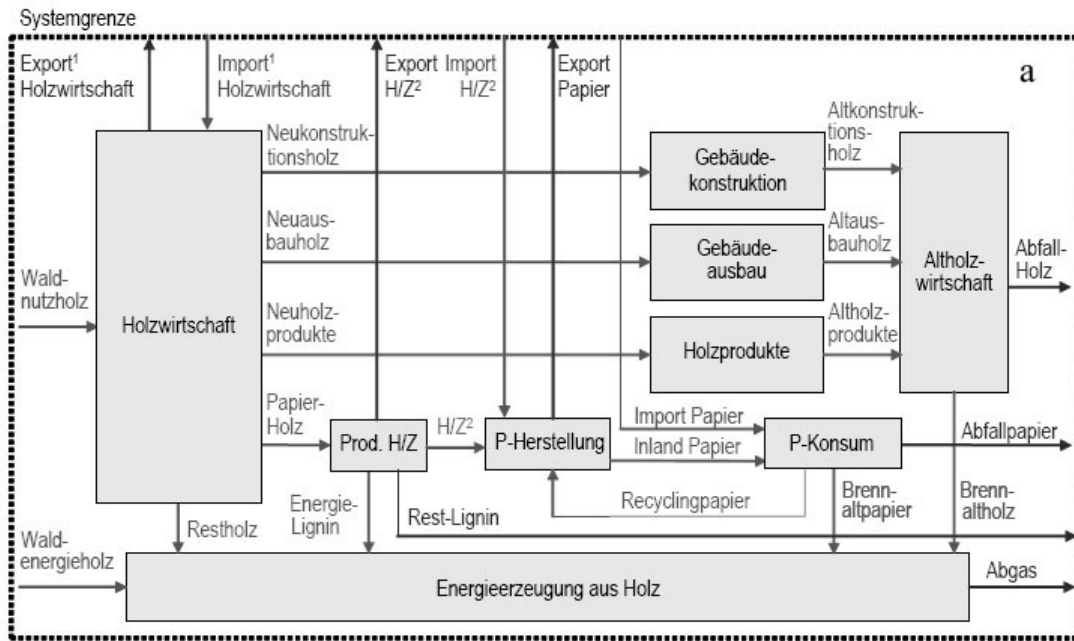 Systemgrenze
Export¹
Holzwirtschaft
Import¹
Holzwirtschaft
Export
H/Z²
Import
H/Z²
Export
Papier
a
Neukonstruk-
tionsholz
Gebäude-
konstruktion
Altkonstruk-
tions-
holz
Neuaus-
bauholz
Gebäude-
ausbau
Altaus-
bauholz
Altholz-
wirtschaft
Abfall-
Holz
Wald-
nutzholz
Holzwirtschaft
Neuholz-
produkte
Holzprodukte
Altholz-
produkte
Papier-
Holz
Prod. H/Z
H/Z²
P-Herstellung
Import Papier
Inland Papier
P-Konsum
Abfallpapier
Recyclingpapier
Energie-
Lignin
Rest-Lignin
Brenn-
altpapier
Brenn-
altholz
Restholz
Wald-
energieholz
Energieerzeugung aus Holz
Abgas